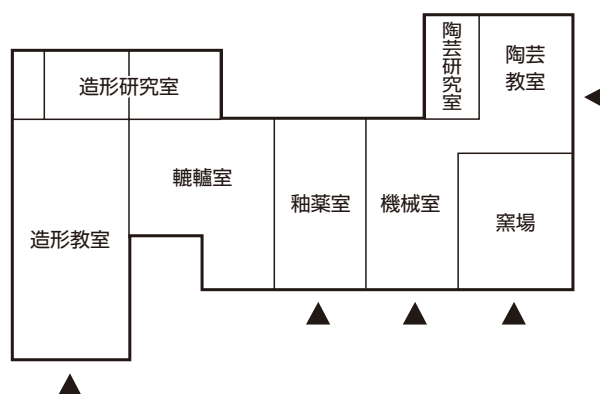 陶芸研究室
陶芸
教室
造形研究室
轆轤室
釉薬室
機械室
窯場
造形教室